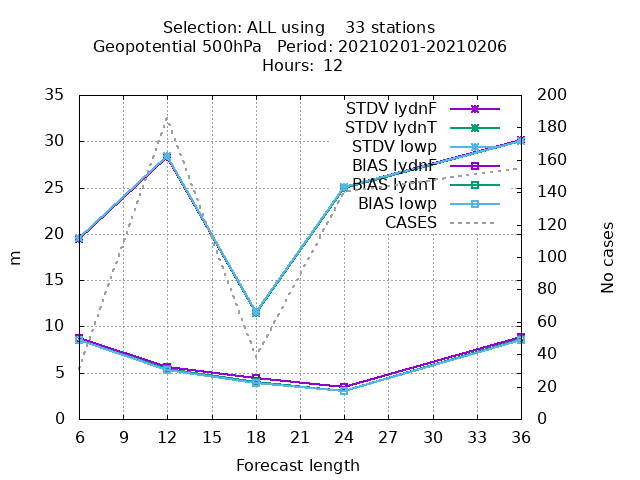 Selection: ALL using    33 stations
Geopotential 500hPa   Period: 20210201-20210206
Hours:  12
35
30
25
20
15
10
5
0
m
200
180
160
140
120
100
80
60
40
20
0
No cases
STDV lydnF
STDV lydnT
STDV lowp
BIAS lydnF
BIAS lydnT
BIAS lowp
CASES
6 9 12 15 18 21 24 27 30 33 36
Forecast length